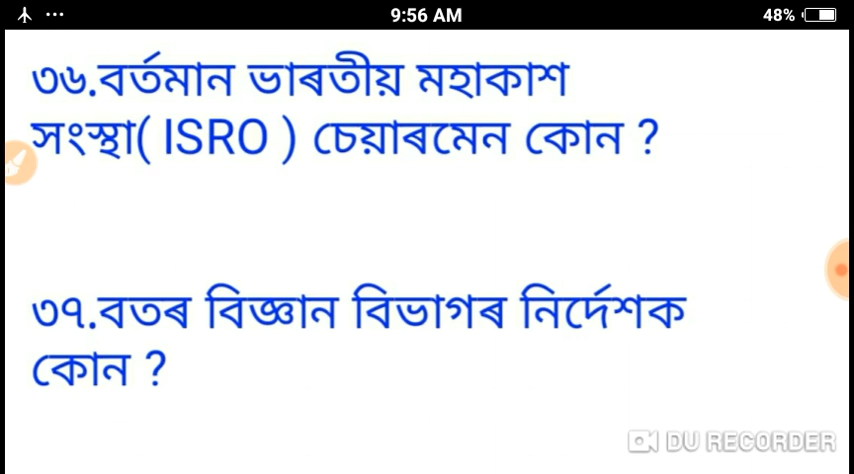 9:56 AM
48%
৩৬.বৰ্তমান ভাৰতীয় মহাকাশ
সংস্থা( ISRO ) চেয়াৰমেন কোন ?
৩৭.বতৰ বিজ্ঞান বিভাগৰ নিৰ্দেশক
কোন ?
DU RECORDER